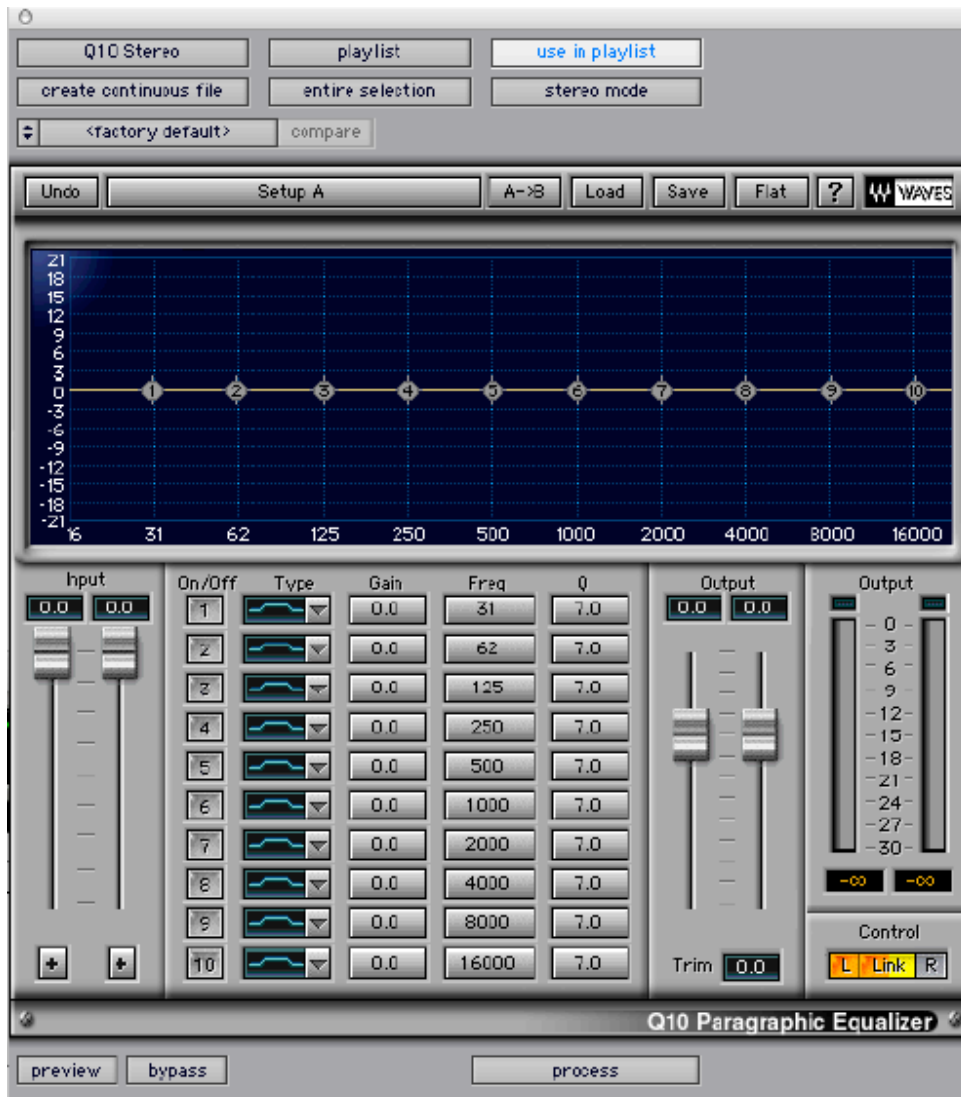 Q10 Stereo playlist use in playlist
create continuous file entire selection stereo mode
<factory default> compare
Undo Setup A A->B Load Save Flat ? WAVES
21
18
15
12
9
6
3
0 1 2 3 4 5 6 7 8 9 10
-3
-6
-9
-12
-15
-18
-21
16 31 62 125 250 500 1000 2000 4000 8000 16000
Input On/Off Type Gain Freq Q Output Output
0.0 0.0 1 0.0 31 7.0 0.0 0.0
2 0.0 62 7.0
3 0.0 125 7.0
4 0.0 250 7.0
5 0.0 500 7.0
6 0.0 1000 7.0
7 0.0 2000 7.0
8 0.0 4000 7.0
9 0.0 8000 7.0
10 0.0 16000 7.0
+ +
Trim 0.0
0
3
6
9
12
15
18
21
24
27
30
-∞ -∞
Control
L Link R
Q10 Paragraphic Equalizer
preview bypass process